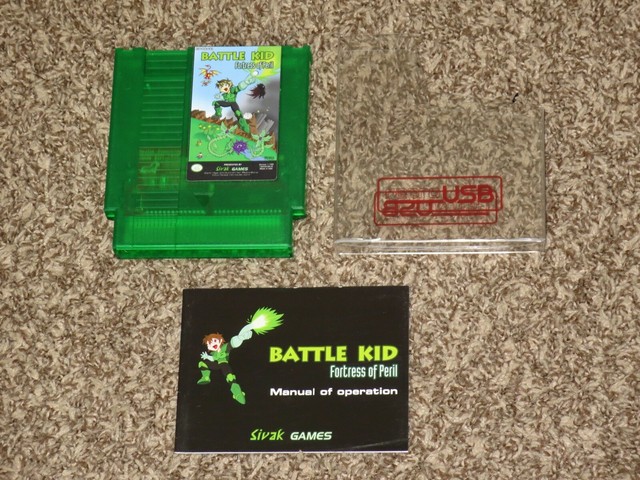 BATTLE KID
Fortress of Peril
Sivak GAMES
USB
BATTLE KID
Fortress of Peril
Manual of operation
Sivak GAMES